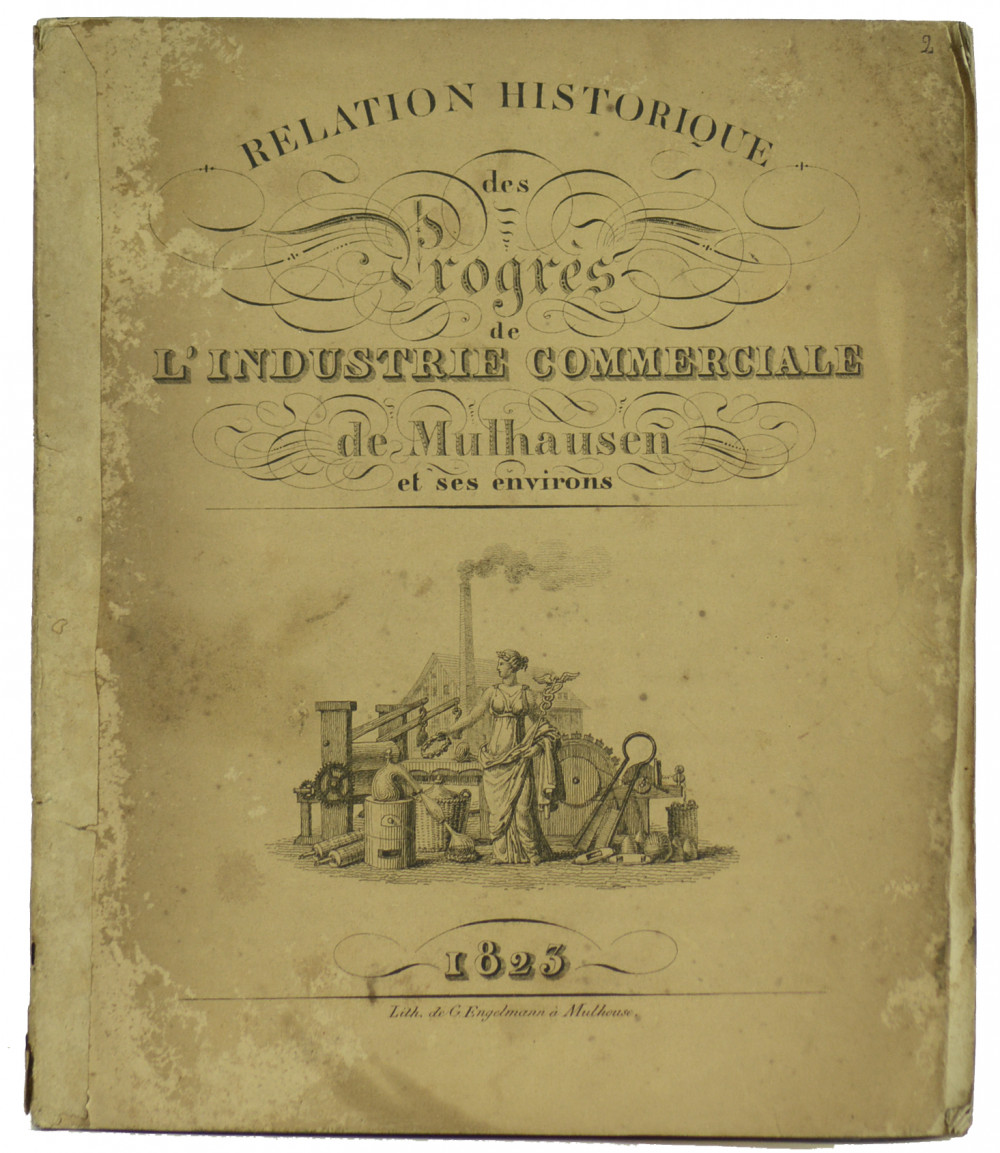 2
RELATION HISTORIQUE
des
Progrès
de
L'INDUSTRIE COMMERCIALE
de Mulhausen
et ses environs
1823
Lith. de G. Engelmann à Mulhouse.